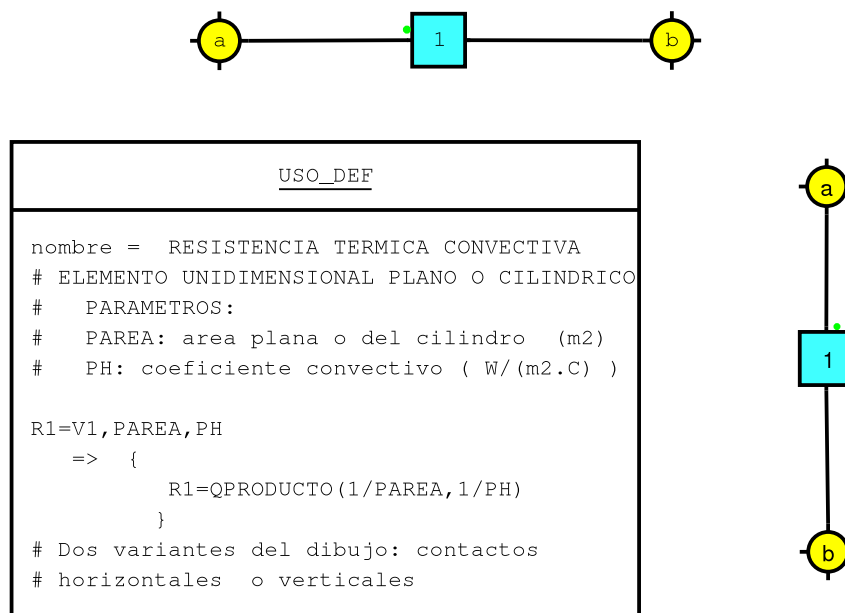 a 1 b
USO_DEF
nombre = RESISTENCIA TERMICA CONVECTIVA
# ELEMENTO UNIDIMENSIONAL PLANO O CILINDRICO
# PARAMETROS:
# PAREA: area plana o del cilindro (m2)
# PH: coeficiente convectivo ( W/(m2.C) )
R1=V1,PAREA,PH
=> {
R1=QPRODUCTO(1/PAREA,1/PH)
}
# Dos variantes del dibujo: contactos
# horizontales o verticales
a
1
b